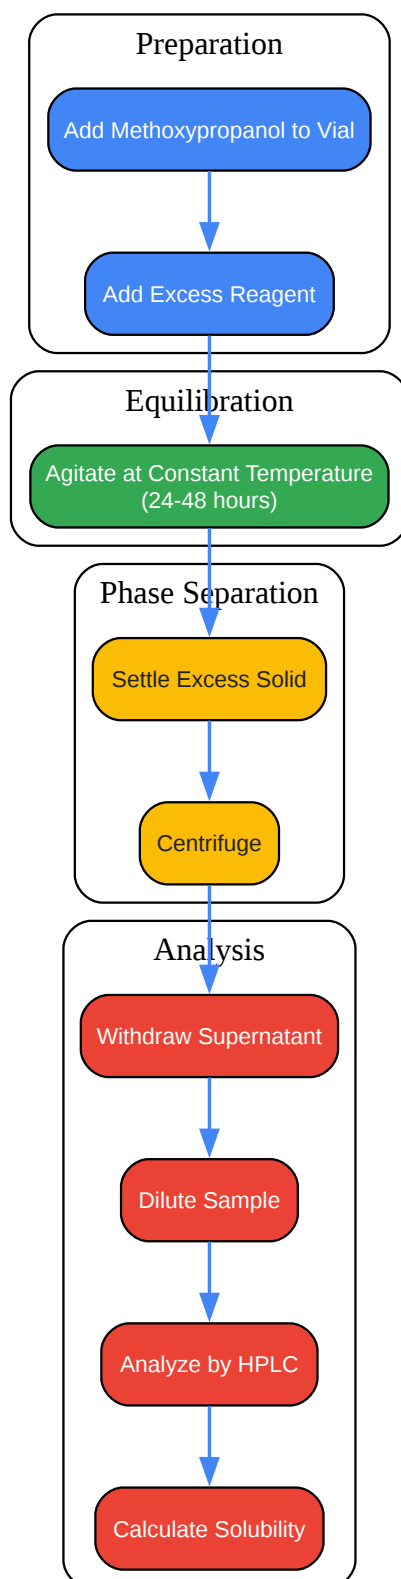 Preparation
Add Methoxypropanol to Vial
Add Excess Reagent
Equilibration
Agitate at Constant Temperature
(24-48 hours)
Phase Separation
Settle Excess Solid
Centrifuge
Analysis
Withdraw Supernatant
Dilute Sample
Analyze by HPLC
Calculate Solubility